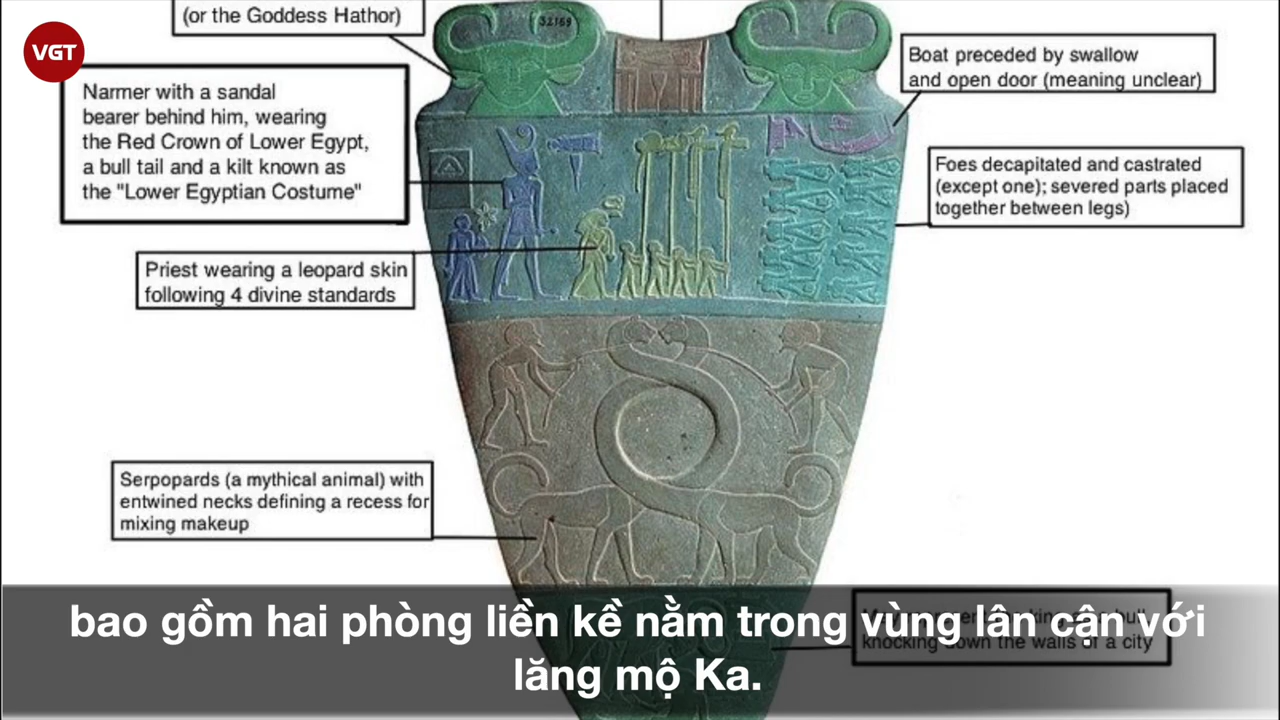 (or the Goddess Hathor)
32169
VGT
Narmer with a sandal
bearer behind him, wearing
the Red Crown of Lower Egypt,
a bull tail and a kilt known as
the "Lower Egyptian Costume"
Boat preceded by swallow
and open door (meaning unclear)
Foes decapitated and castrated
(except one); severed parts placed
together between legs)
Priest wearing a leopard skin
following 4 divine standards
Serpopards (a mythical animal) with
entwined necks defining a recess for
mixing makeup
knocking down the walls of a city
bao gồm hai phòng liền kề nằm trong vùng lân cận với
lăng mộ Ka.